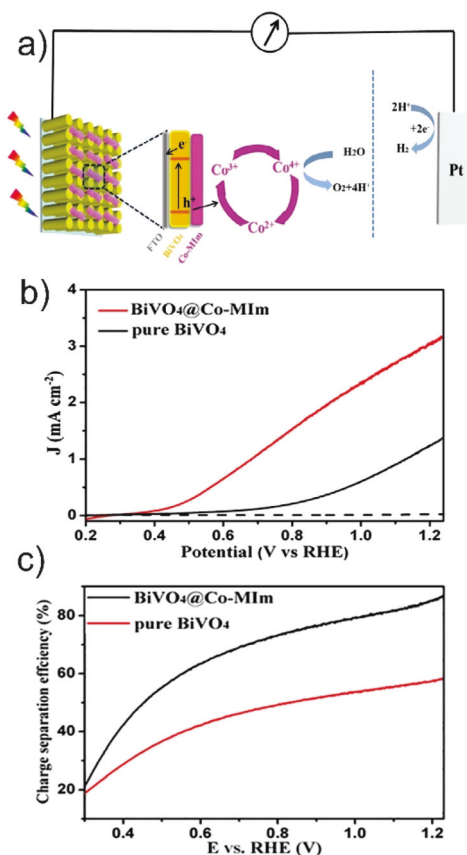 a)
2H⁺
+2e⁻
H₂
Pt
e⁻
h⁺
Co³⁺
Co⁴⁺
Co²⁺
H₂O
O₂+4H⁺
FTO
BiVO₄
Co-MIm
b)
BiVO₄@Co-MIm
pure BiVO₄
J (mA cm⁻²)
4
3
2
1
0
0.2 0.4 0.6 0.8 1.0 1.2
Potential (V vs RHE)
c)
BiVO₄@Co-MIm
pure BiVO₄
Charge separation effciency (%)
80
60
40
20
0.4 0.6 0.8 1.0 1.2
E vs. RHE (V)